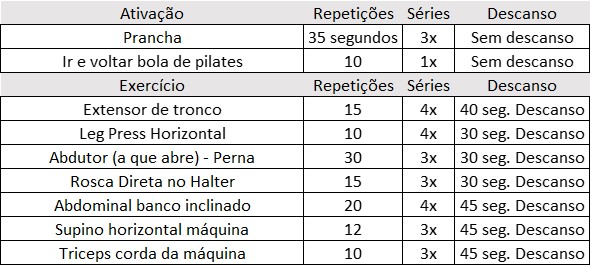 Ativação Repetições Séries Descanso
Prancha 35 segundos 3x Sem descanso
Ir e voltar bola de pilates 10 1x Sem descanso
Exercício Repetições Séries Descanso
Extensor de tronco 15 4x 40 seg. Descanso
Leg Press Horizontal 10 4x 30 seg. Descanso
Abdutor (a que abre) - Perna 30 3x 30 seg. Descanso
Rosca Direta no Halter 15 3x 30 seg. Descanso
Abdominal banco inclinado 20 4x 45 seg. Descanso
Supino horizontal máquina 12 3x 45 seg. Descanso
Triceps corda da máquina 10 3x 45 seg. Descanso